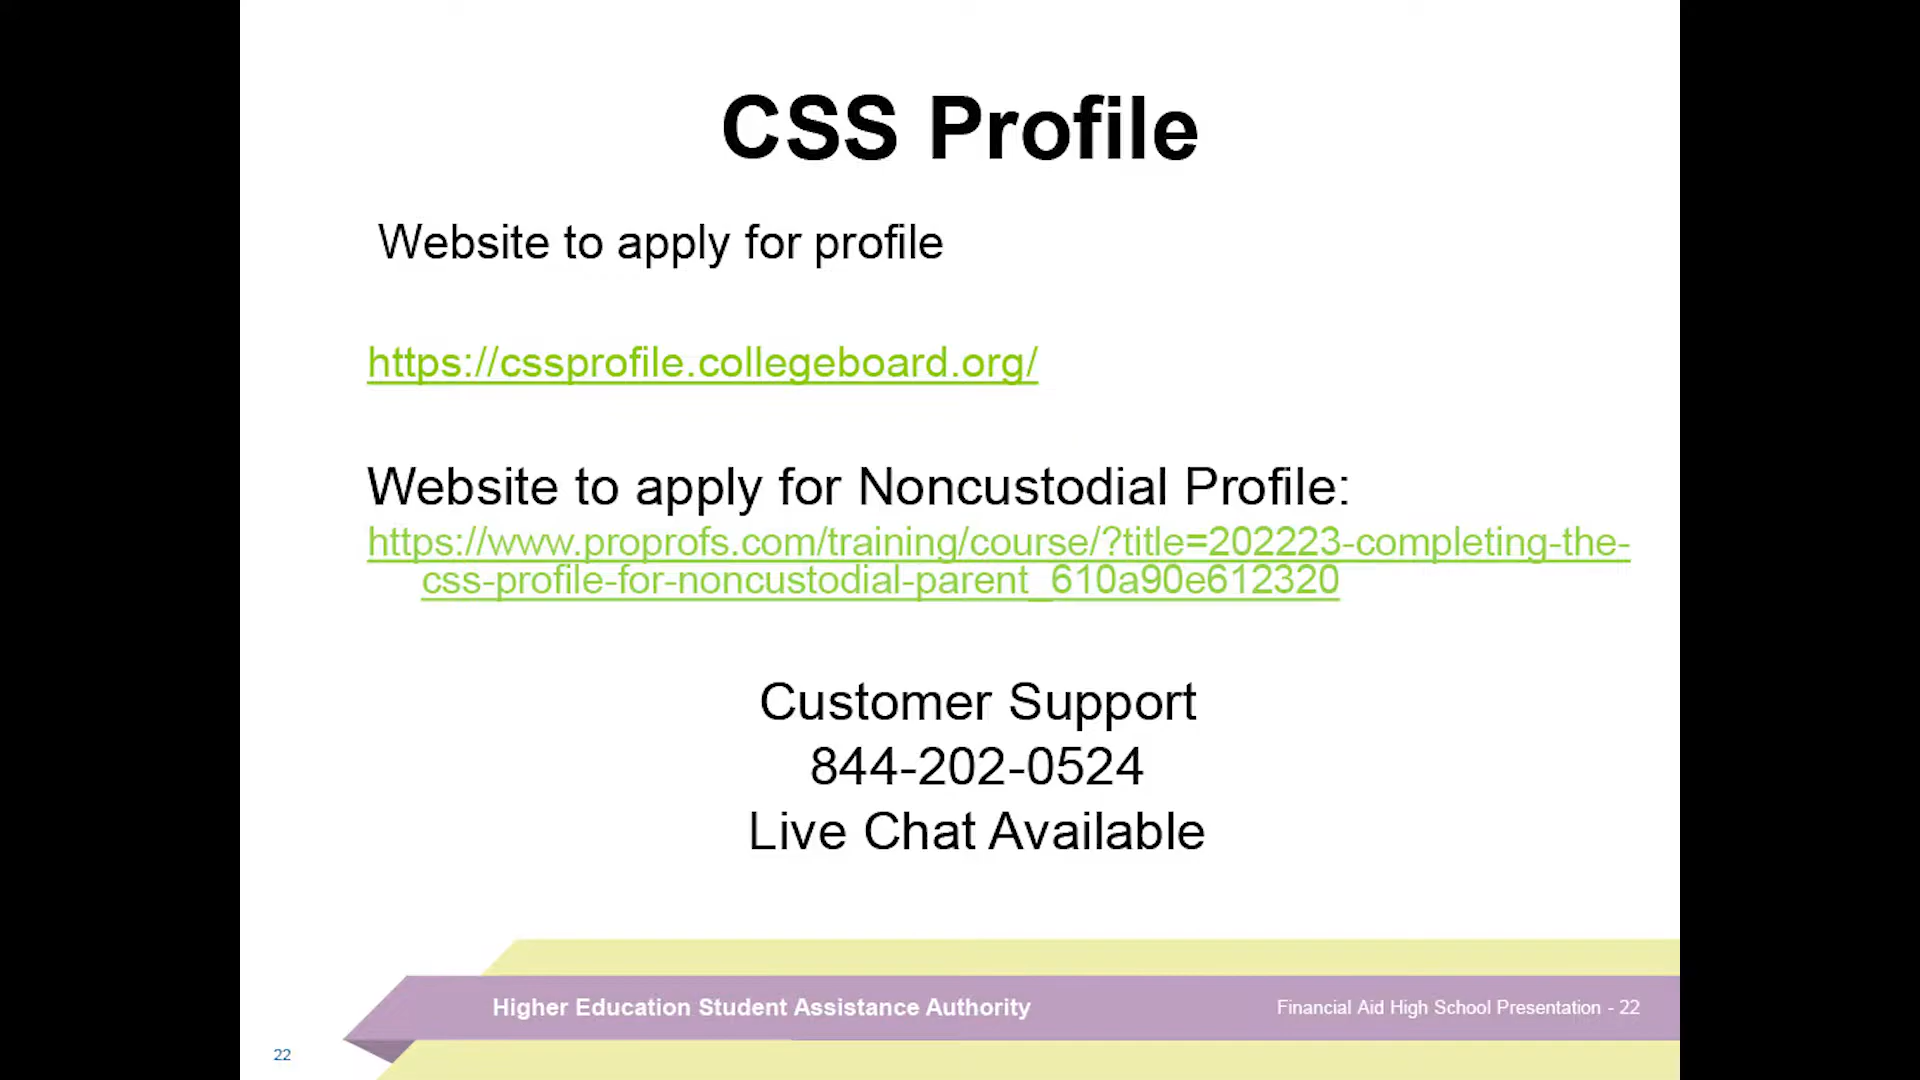 CSS Profile
Website to apply for profile
https://cssprofile.collegeboard.org/
Website to apply for Noncustodial Profile:
https://www.proprofs.com/training/course/?title=202223-completing-the-
css-profile-for-noncustodial-parent_610a90e612320
Customer Support
844-202-0524
Live Chat Available
Higher Education Student Assistance Authority
Financial Aid High School Presentation - 22
22